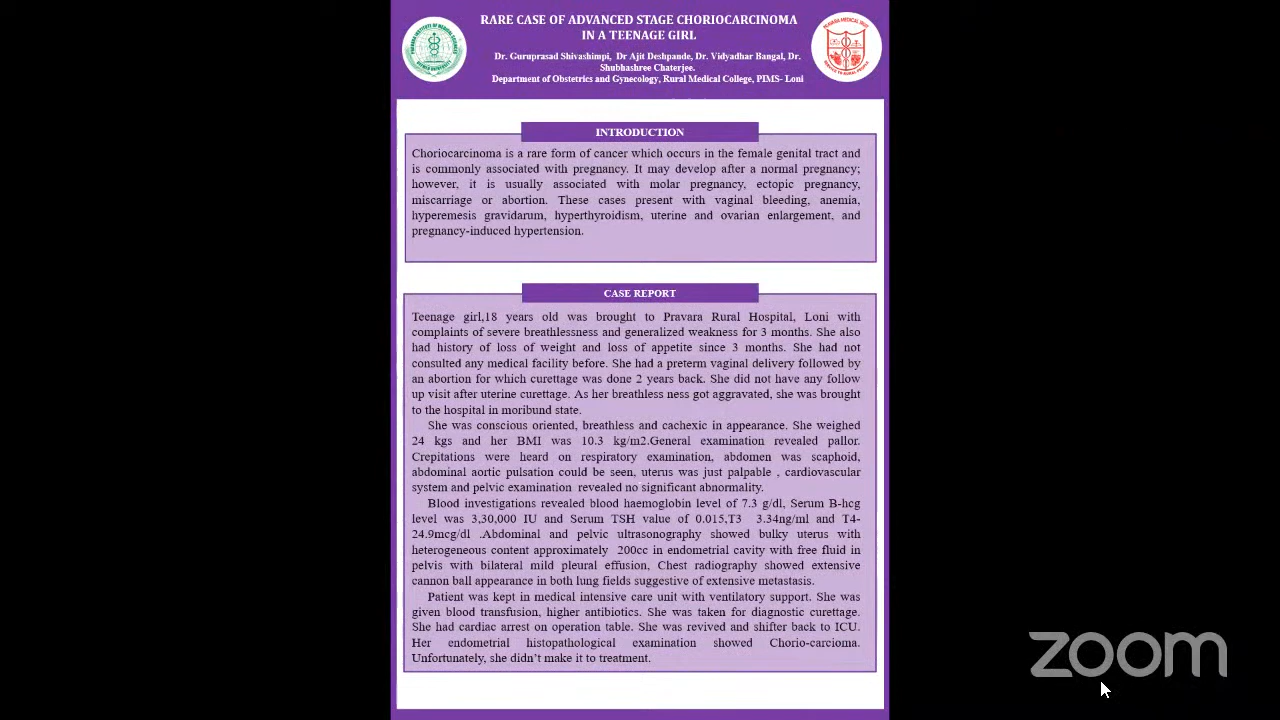 RARE CASE OF ADVANCED STAGE CHORIOCARCINOMA
IN A TEENAGE GIRL
Dr. Guruprasad Shivashimpi, Dr Ajit Deshpande, Dr. Vidyadhar Bangal, Dr.
Shubhashree Chaterjee.
Department of Obstetrics and Gynecology, Rural Medical College, PIMS- Loni
INTRODUCTION
Choriocarcinoma is a rare form of cancer which occurs in the female genital tract and
is commonly associated with pregnancy. It may develop after a normal pregnancy;
however, it is usually associated with molar pregnancy, ectopic pregnancy,
miscarriage or abortion. These cases present with vaginal bleeding, anemia,
hyperemesis gravidarum, hyperthyroidism, uterine and ovarian enlargement, and
pregnancy-induced hypertension.
CASE REPORT
Teenage girl,18 years old was brought to Pravara Rural Hospital, Loni with
complaints of severe breathlessness and generalized weakness for 3 months. She also
had history of loss of weight and loss of appetite since 3 months. She had not
consulted any medical facility before. She had a preterm vaginal delivery followed by
an abortion for which curettage was done 2 years back. She did not have any follow
up visit after uterine curettage. As her breathless ness got aggravated, she was brought
to the hospital in moribund state.
She was conscious oriented, breathless and cachexic in appearance. She weighed
24 kgs and her BMI was 10.3 kg/m2.General examination revealed pallor.
Crepitations were heard on respiratory examination, abdomen was scaphoid,
abdominal aortic pulsation could be seen, uterus was just palpable , cardiovascular
system and pelvic examination revealed no significant abnormality.
Blood investigations revealed blood haemoglobin level of 7.3 g/dl, Serum B-hcg
level was 3,30,000 IU and Serum TSH value of 0.015,T3 3.34ng/ml and T4-
24.9mcg/dl .Abdominal and pelvic ultrasonography showed bulky uterus with
heterogeneous content approximately 200cc in endometrial cavity with free fluid in
pelvis with bilateral mild pleural effusion, Chest radiography showed extensive
cannon ball appearance in both lung fields suggestive of extensive metastasis.
Patient was kept in medical intensive care unit with ventilatory support. She was
given blood transfusion, higher antibiotics. She was taken for diagnostic curettage.
She had cardiac arrest on operation table. She was revived and shifter back to ICU.
Her endometrial histopathological examination showed Chorio-carcioma.
Unfortunately, she didn't make it to treatment.
zoom